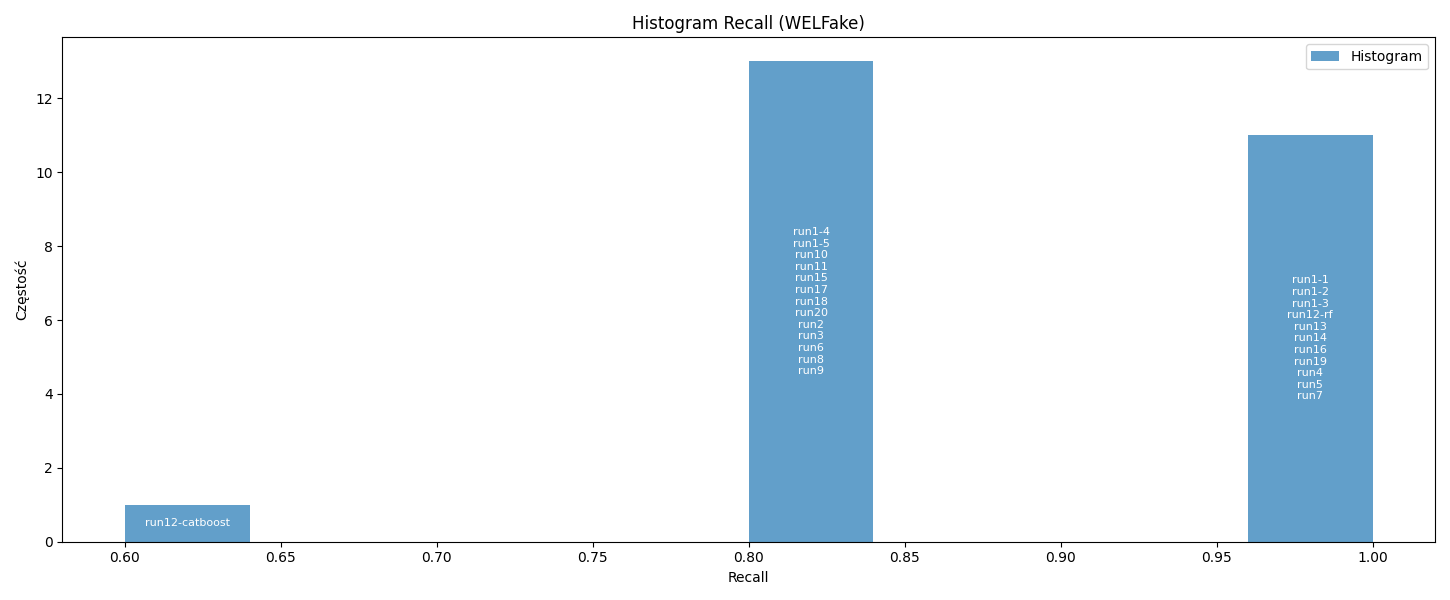 Histogram Recall (WELFake)
Histogram
Częstość
12
10
8
6
4
2
0
run12-catboost
run1-4
run1-5
run10
run11
run15
run17
run18
run20
run2
run3
run6
run8
run9
run1-1
run1-2
run1-3
run12-rf
run13
run14
run16
run19
run4
run5
run7
0.60 0.65 0.70 0.75 0.80 0.85 0.90 0.95 1.00
Recall